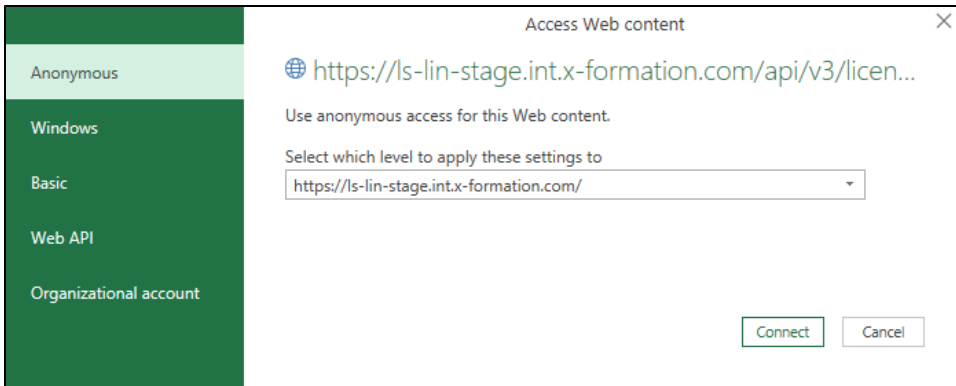 Access Web content
Anonymous
https://ls-lin-stage.int.x-formation.com/api/v3/licen...
Use anonymous access for this Web content.
Windows
Select which level to apply these settings to
https://ls-lin-stage.int.x-formation.com/
Basic
Web API
Organizational account
Connect
Cancel